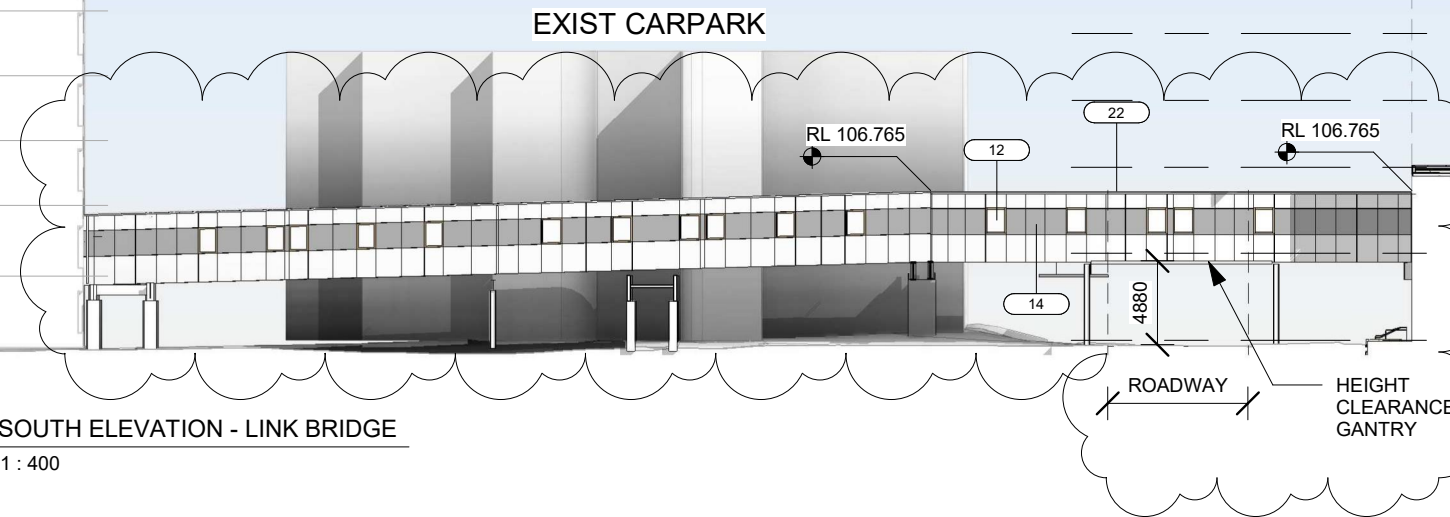 EXIST CARPARK
22
RL 106.765
RL 106.765
12
14
4880
ROADWAY
HEIGHT
CLEARANCE
GANTRY
SOUTH ELEVATION - LINK BRIDGE
1 : 400